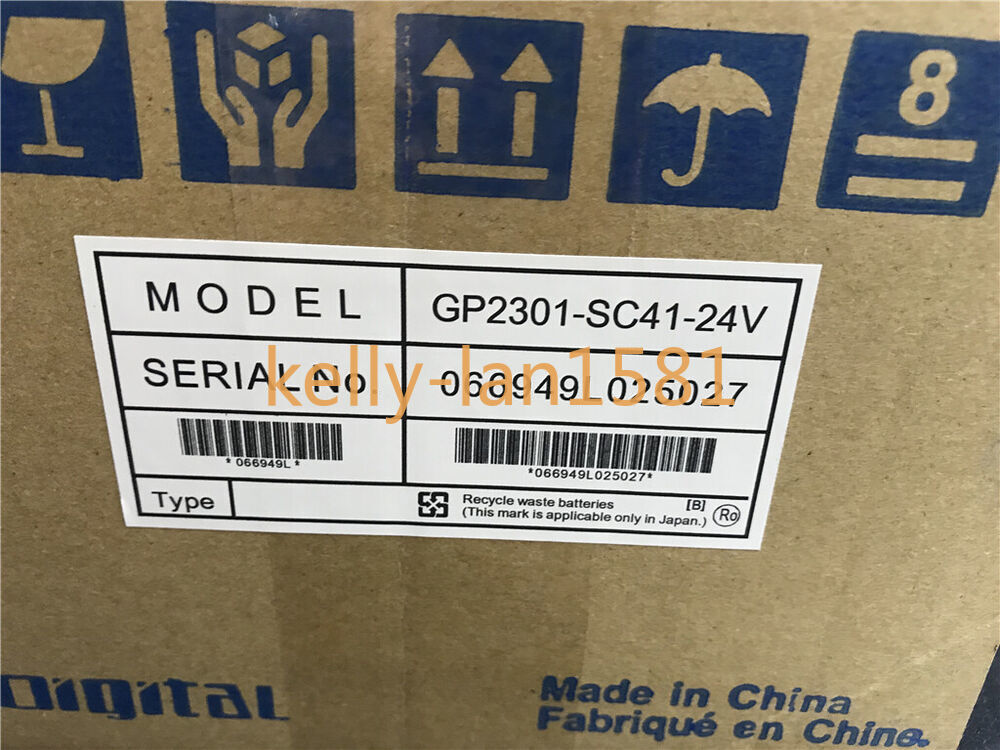 8
MODEL GP2301-SC41-24V
SERIAL No. 066949L025027
kelly-lan1581
*066949L* *066949L025027*
Type
Recycle waste batteries [B]
(This mark is applicable only in Japan.) Ro
Digital
Made in China
Fabriqué en Chine.